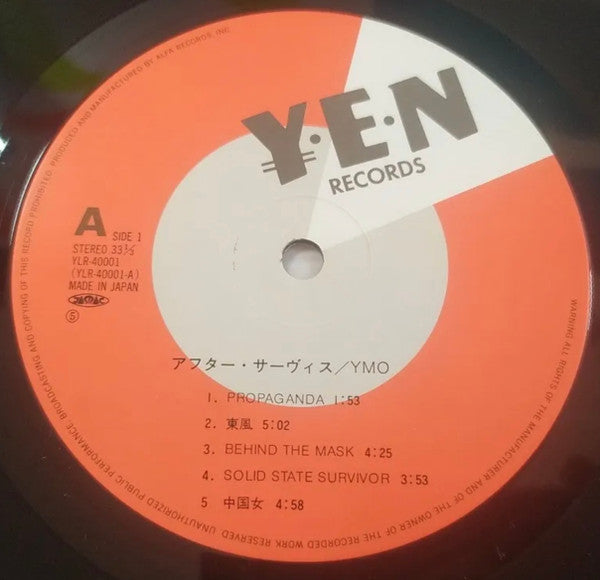 PRODUCED AND MANUFACTURED BY ALFA RECORDS, INC.
Y·E·N
RECORDS
A SIDE 1
STEREO 33⅓
YLR-40001
(YLR-40001-A)
MADE IN JAPAN
JASRAC
Ⓢ
アフター・サーヴィス/YMO
1. PROPAGANDA 1:53
2. 東風 5:02
3. BEHIND THE MASK 4:25
4. SOLID STATE SURVIVOR 3:53
5 中国女 4:58
WARNING: ALL RIGHTS OF THE MANUFACTURER AND OF THE OWNER OF THE RECORDED WORK RESERVED. UNAUTHORIZED PUBLIC PERFORMANCE BROADCASTING AND COPYING OF THIS RECORD PROHIBITED.